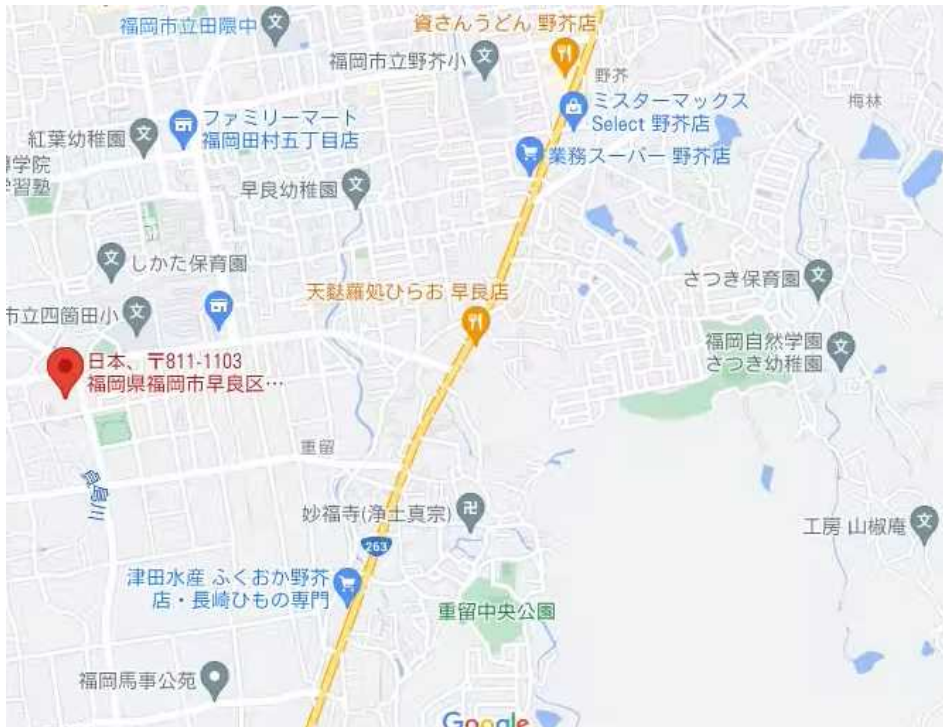 福岡市立田隈中
資さんうどん 野芥店
福岡市立野芥小
野芥
ミスターマックス
Select 野芥店
梅林
ファミリーマート
福岡田村五丁目店
紅葉幼稚園
学院
学習塾
業務スーパー 野芥店
早良幼稚園
しかた保育園
さつき保育園
天麩羅処ひらお 早良店
市立四箇田小
福岡自然学園
さつき幼稚園
日本、〒811-1103
福岡県福岡市早良区…
重留
妙福寺(浄土真宗)
工房 山椒庵
263
津田水産 ふくおか野芥
店・長崎ひもの専門
重留中央公園
福岡馬事公苑
Google